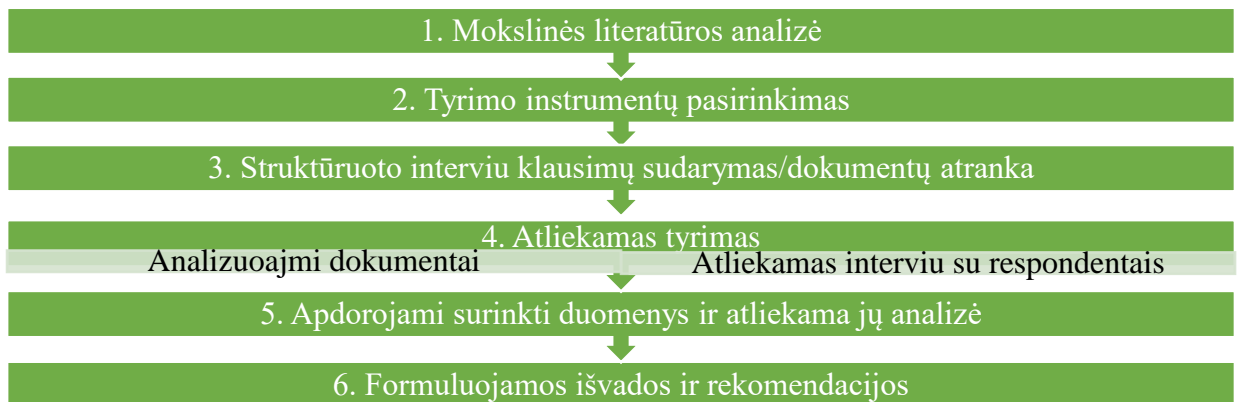 1. Mokslinės literatūros analizė
2. Tyrimo instrumentų pasirinkimas
3. Struktūruoto interviu klausimų sudarymas/dokumentų atranka
4. Atliekamas tyrimas
Analizuoajmi dokumentai
Atliekamas interviu su respondentais
5. Apdorojami surinkti duomenys ir atliekama jų analizė
6. Formuluojamos išvados ir rekomendacijos